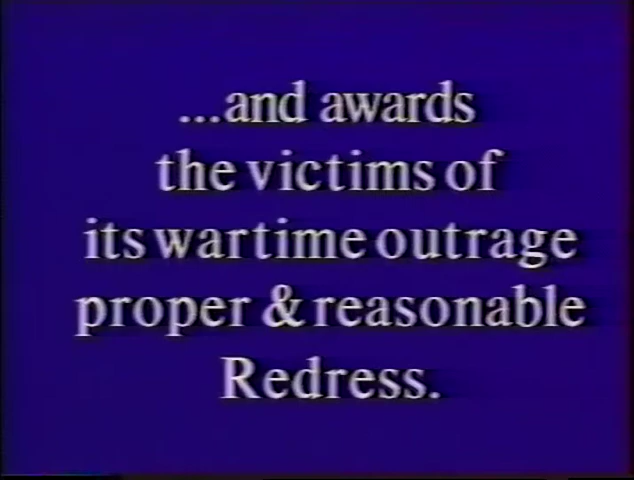 ...and awards
the victims of
its wartime outrage
proper & reasonable
Redress.